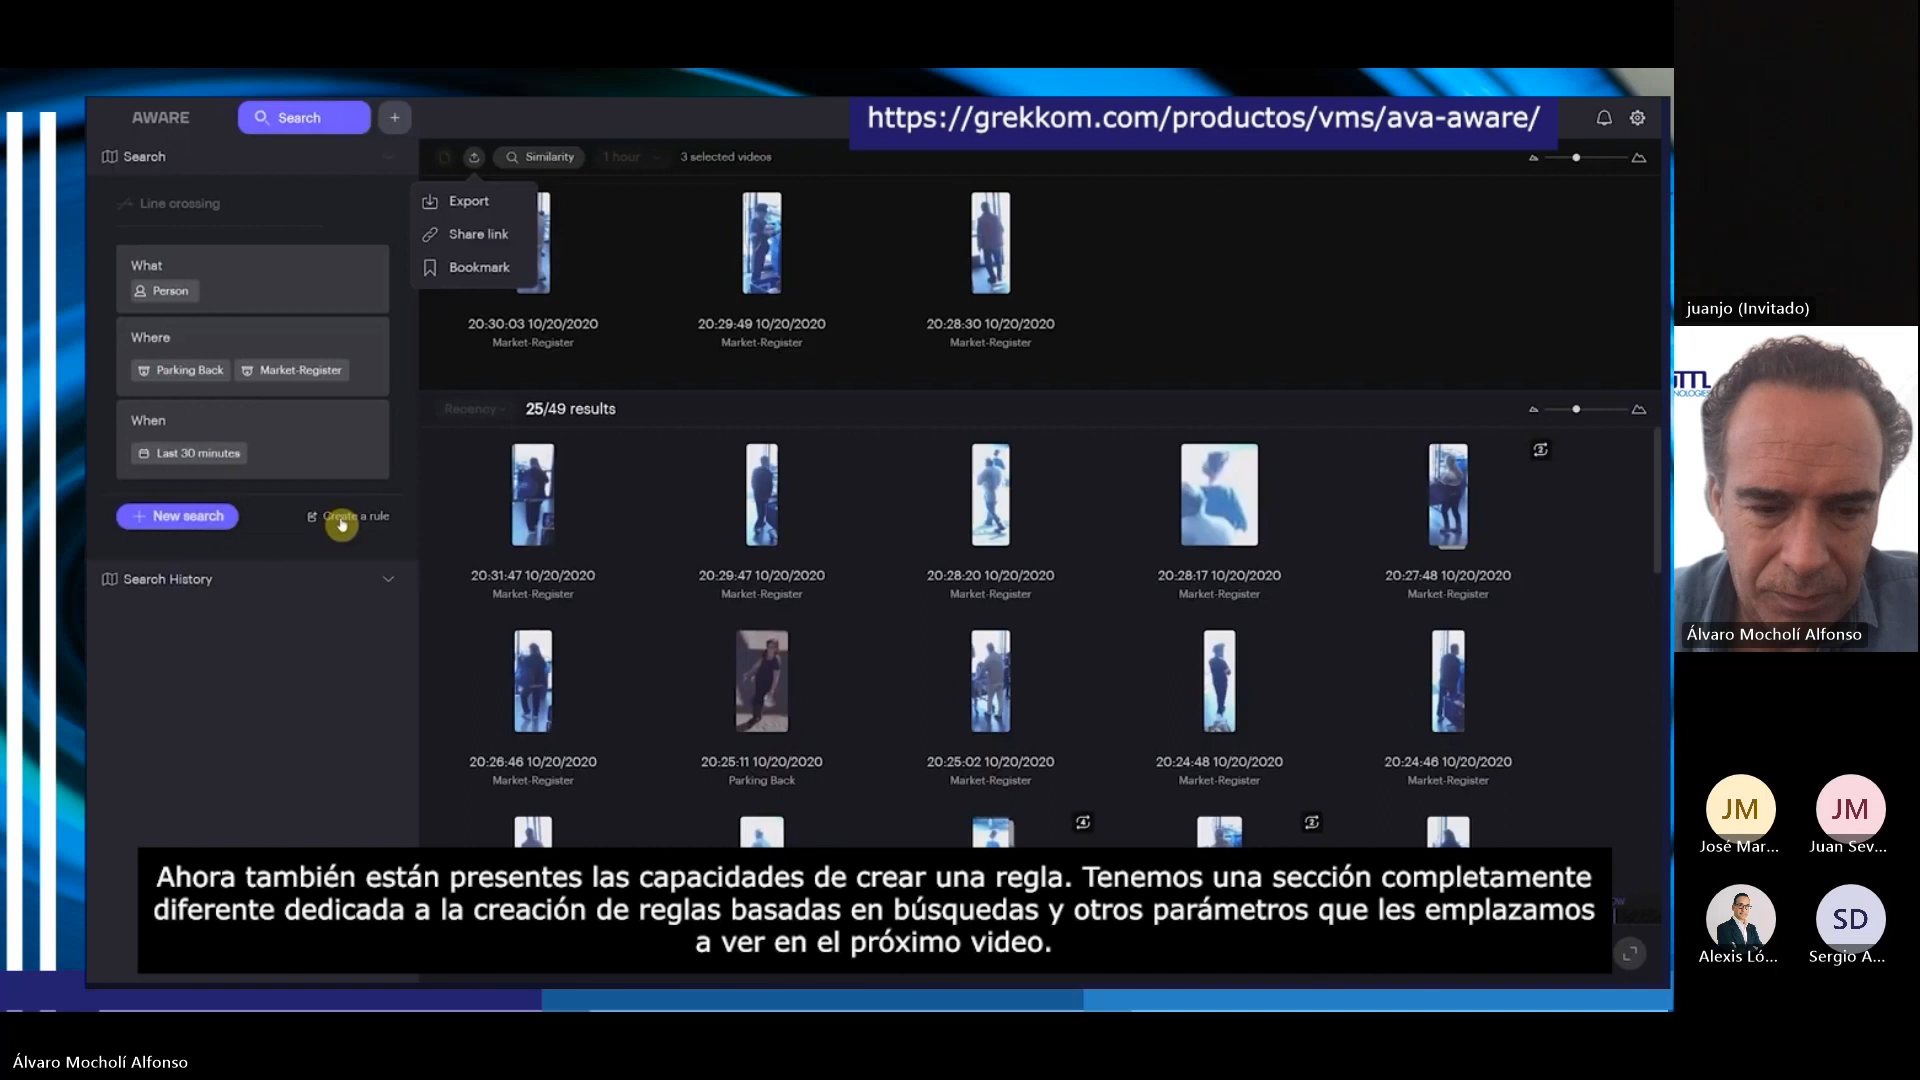 https://grekkom.com/productos/vms/ava-aware/
AWARE
Search
+
Search
Similarity
1 hour
3 selected videos
Line crossing
Export
Share link
Bookmark
What
Person
Where
Parking Back
Market-Register
When
Last 30 minutes
New search
Create a rule
Search History
20:30:03 10/20/2020
Market-Register
20:29:49 10/20/2020
Market-Register
20:28:30 10/20/2020
Market-Register
Recency
25/49 results
2
20:31:47 10/20/2020
Market-Register
20:29:47 10/20/2020
Market-Register
20:28:20 10/20/2020
Market-Register
20:28:17 10/20/2020
Market-Register
20:27:48 10/20/2020
Market-Register
20:26:46 10/20/2020
Market-Register
20:25:11 10/20/2020
Parking Back
20:25:02 10/20/2020
Market-Register
20:24:48 10/20/2020
Market-Register
20:24:46 10/20/2020
Market-Register
4
2
Ahora también están presentes las capacidades de crear una regla. Tenemos una sección completamente
diferente dedicada a la creación de reglas basadas en búsquedas y otros parámetros que les emplazamos
a ver en el próximo video.
juanjo (Invitado)
Álvaro Mocholí Alfonso
JM
José Mar...
JM
Juan Sev...
Alexis Ló...
SD
Sergio A...
Álvaro Mocholí Alfonso